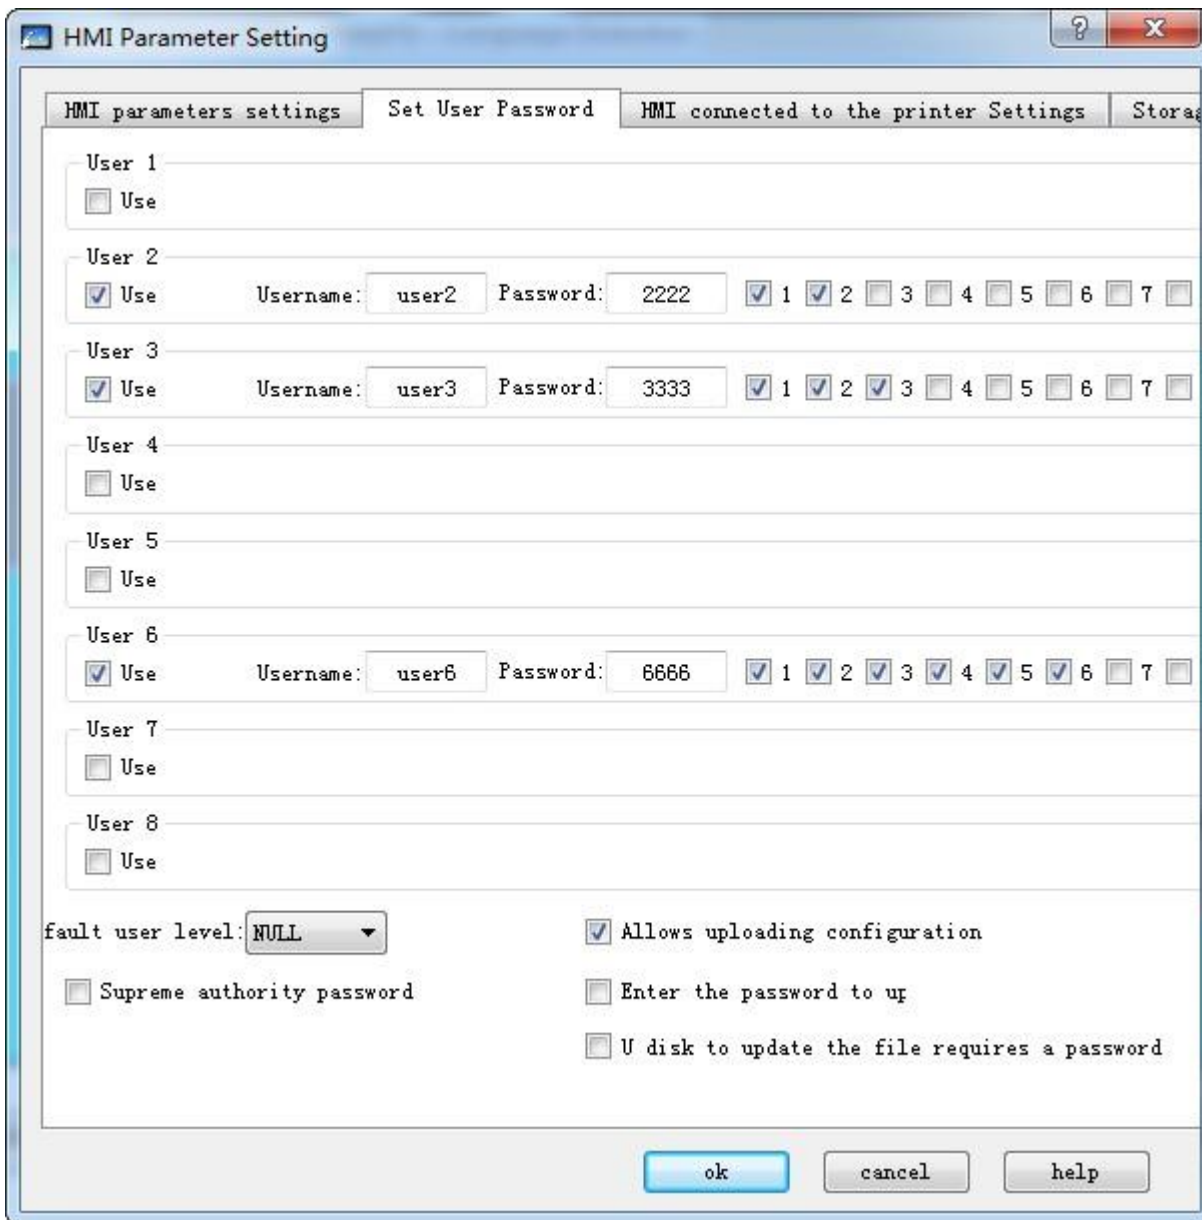 HMI Parameter Setting
HMI parameters settings Set User Password HMI connected to the printer Settings Storag
User 1
Use
User 2
Use Username: user2 Password: 2222 1 2 3 4 5 6 7
User 3
Use Username: user3 Password: 3333 1 2 3 4 5 6 7
User 4
Use
User 5
Use
User 6
Use Username: user6 Password: 6666 1 2 3 4 5 6 7
User 7
Use
User 8
Use
fault user level: NULL Allows uploading configuration
Supreme authority password Enter the password to up
U disk to update the file requires a password
ok cancel help